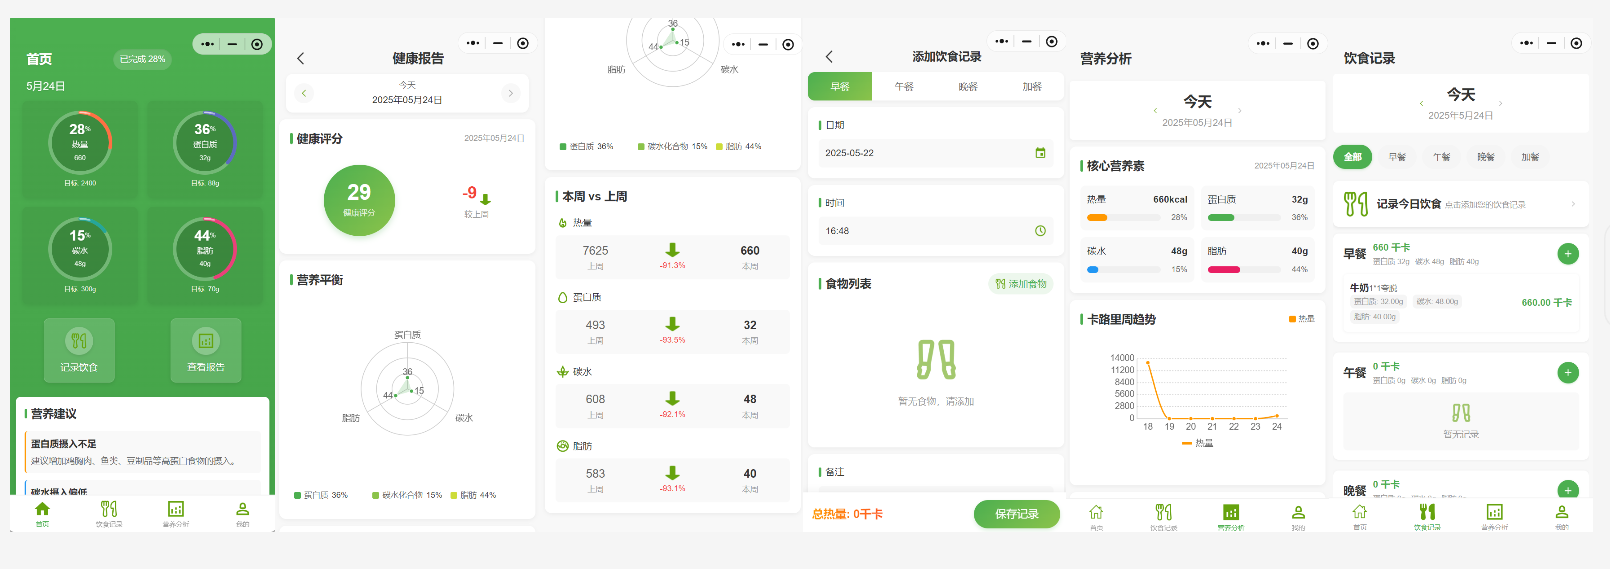 首页
已完成 28%
5月24日
28%
热量
660
目标: 2400
36%
蛋白质
32g
目标: 88g
15%
碳水
48g
目标: 300g
44%
脂肪
40g
目标: 70g
记录饮食
查看报告
营养建议
蛋白质摄入不足
建议增加鸡胸肉、鱼类、豆制品等高蛋白食物的摄入。
碳水摄入偏低
首页
饮食记录
营养分析
我的
健康报告
今天
2025年05月24日
健康评分
2025年05月24日
29
健康评分
-9
较上周
营养平衡
蛋白质
36
44
15
脂肪
碳水
蛋白质 36%
碳水化合物 15%
脂肪 44%
36
44
15
脂肪
碳水
蛋白质 36%
碳水化合物 15%
脂肪 44%
本周 vs 上周
热量
7625
上周
-91.3%
660
本周
蛋白质
493
上周
-93.5%
32
本周
碳水
608
上周
-92.1%
48
本周
脂肪
583
上周
-93.1%
40
本周
添加饮食记录
早餐
午餐
晚餐
加餐
日期
2025-05-22
时间
16:48
食物列表
添加食物
暂无食物，请添加
备注
总热量: 0千卡
保存记录
营养分析
今天
2025年05月24日
核心营养素
2025年05月24日
热量
660kcal
28%
蛋白质
32g
36%
碳水
48g
15%
脂肪
40g
44%
卡路里周趋势
热量
14000
11200
8400
5600
2800
0
18
19
20
21
22
23
24
热量
首页
饮食记录
营养分析
我的
饮食记录
今天
2025年5月24日
全部
早餐
午餐
晚餐
加餐
记录今日饮食
点击添加您的饮食记录
早餐
660 千卡
蛋白质 32g
碳水 48g
脂肪 40g
蛋白质: 32.00g
碳水: 48.00g
脂肪: 40.00g
660.00 千卡
午餐
0 千卡
蛋白质 0g
碳水 0g
脂肪 0g
暂无记录
晚餐
0 千卡
首页
饮食记录
营养分析
我的